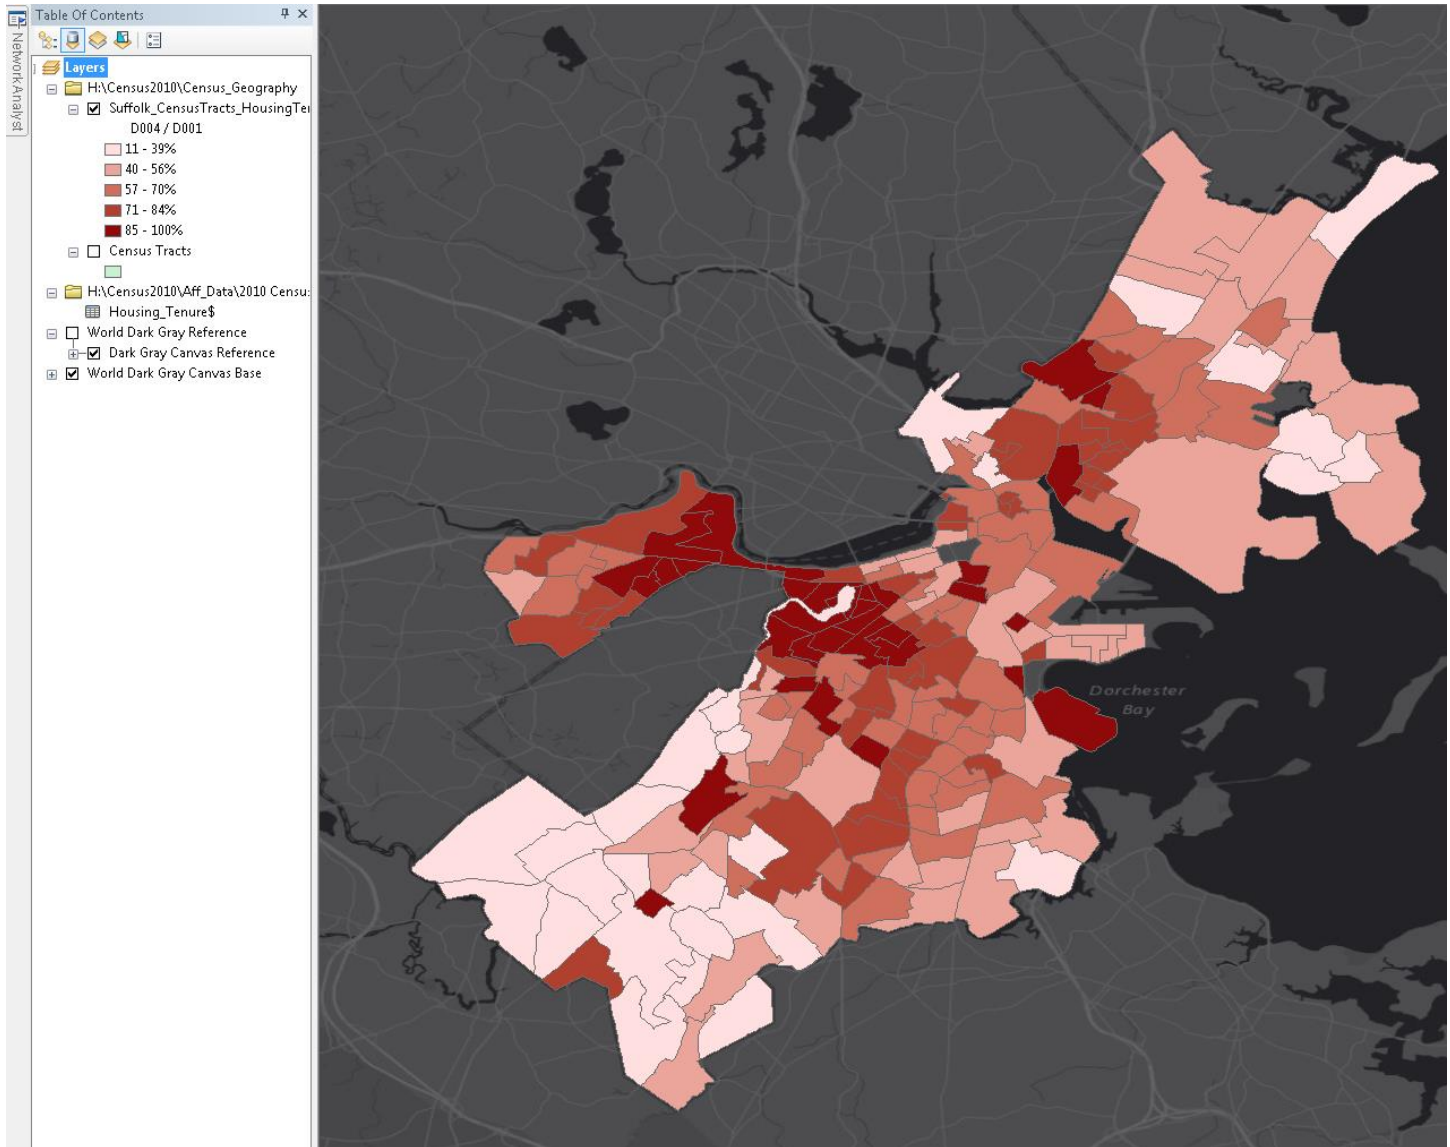 Table Of Contents
NetworkAnalyst
Layers
H:\Census2010\Census_Geography
Suffolk_CensusTracts_HousingTe
D004 / D001
11 - 39%
40 - 56%
57 - 70%
71 - 84%
85 - 100%
Census Tracts
H:\Census2010\Aff_Data\2010 Censu
Housing_Tenure$
World Dark Gray Reference
Dark Gray Canvas Reference
World Dark Gray Canvas Base
Dorchester
Bay